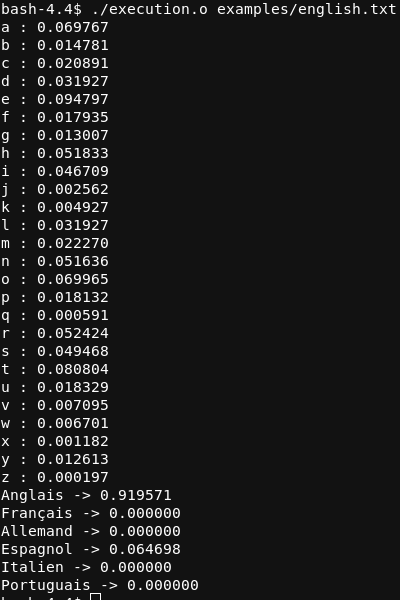 bash-4.4$ ./execution.o examples/english.txt
a : 0.069767
b : 0.014781
c : 0.020891
d : 0.031927
e : 0.094797
f : 0.017935
g : 0.013007
h : 0.051833
i : 0.046709
j : 0.002562
k : 0.004927
l : 0.031927
m : 0.022270
n : 0.051636
o : 0.069965
p : 0.018132
q : 0.000591
r : 0.052424
s : 0.049468
t : 0.080804
u : 0.018329
v : 0.007095
w : 0.006701
x : 0.001182
y : 0.012613
z : 0.000197
Anglais -> 0.919571
Français -> 0.000000
Allemand -> 0.000000
Espagnol -> 0.064698
Italien -> 0.000000
Portuguais -> 0.000000
bash-4.4$